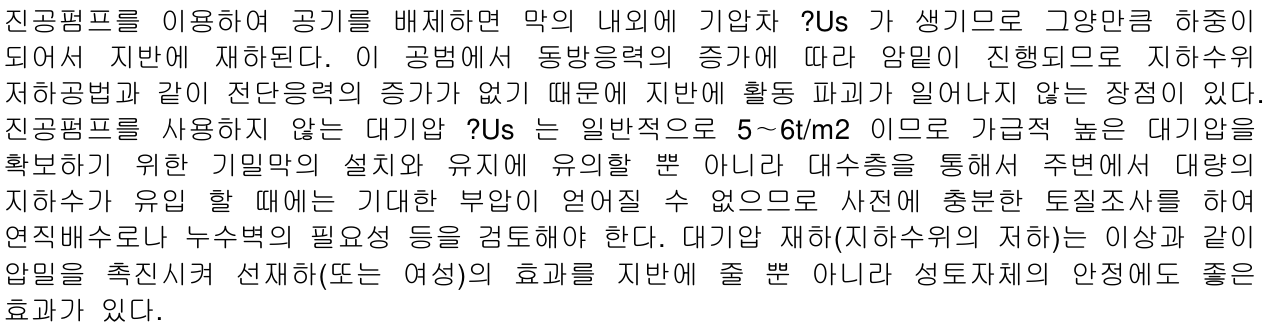 진공펌프를 이용하여 공기를 배제하면 막의 내외에 기압차 ?Us 가 생기므로 그양만큼 하중이
되어서 지반에 재하된다. 이 공범에서 동방응력의 증가에 따라 암밀이 진행되므로 지하수위
저하공법과 같이 전단응력의 증가가 없기 때문에 지반에 활동 파괴가 일어나지 않는 장점이 있다.
진공펌프를 사용하지 않는 대기압 ?Us 는 일반적으로 5~6t/m2 이므로 가급적 높은 대기압을
확보하기 위한 기밀막의 설치와 유지에 유의할 뿐 아니라 대수층을 통해서 주변에서 대량의
지하수가 유입 할 때에는 기대한 부압이 얻어질 수 없으므로 사전에 충분한 토질조사를 하여
연직배수로나 누수벽의 필요성 등을 검토해야 한다. 대기압 재하(지하수위의 저하)는 이상과 같이
압밀을 촉진시켜 선재하(또는 여성)의 효과를 지반에 줄 뿐 아니라 성토자체의 안정에도 좋은
효과가 있다.